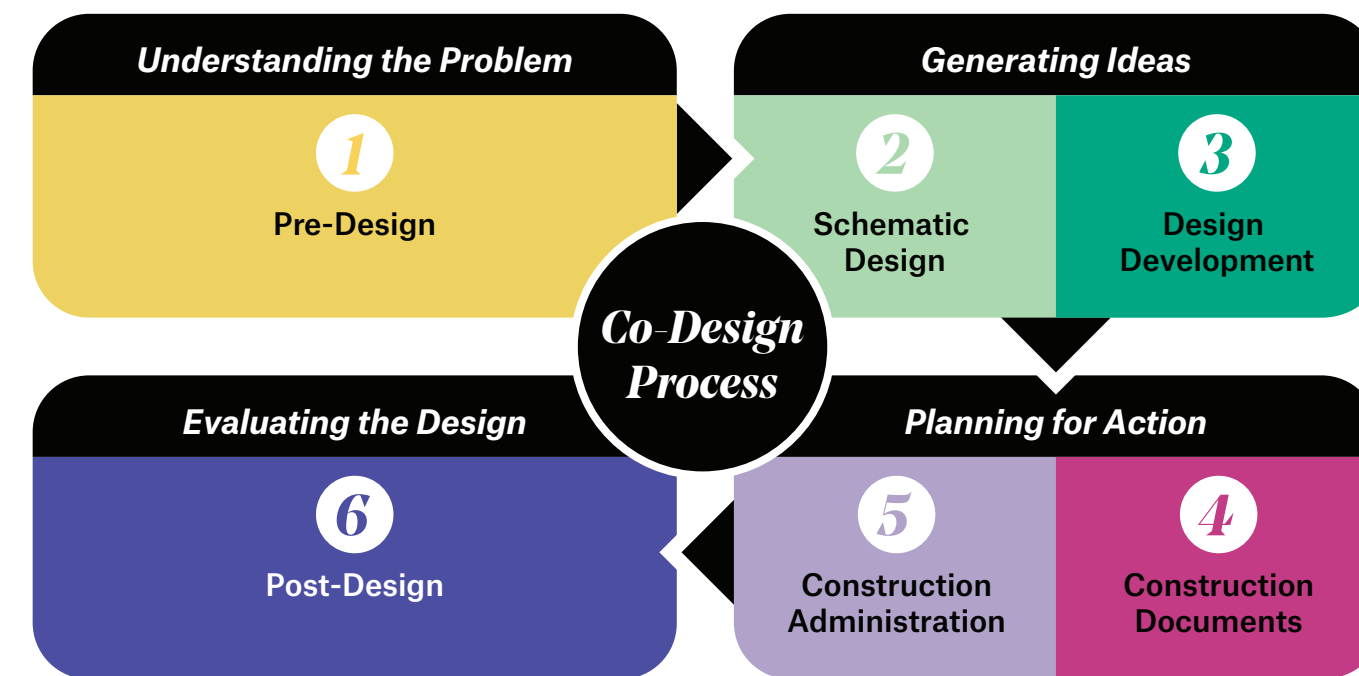 Understanding the Problem
1
Pre-Design
Generating Ideas
2
Schematic
Design
3
Design
Development
Co-Design
Process
Planning for Action
4
Construction
Documents
5
Construction
Administration
Evaluating the Design
6
Post-Design